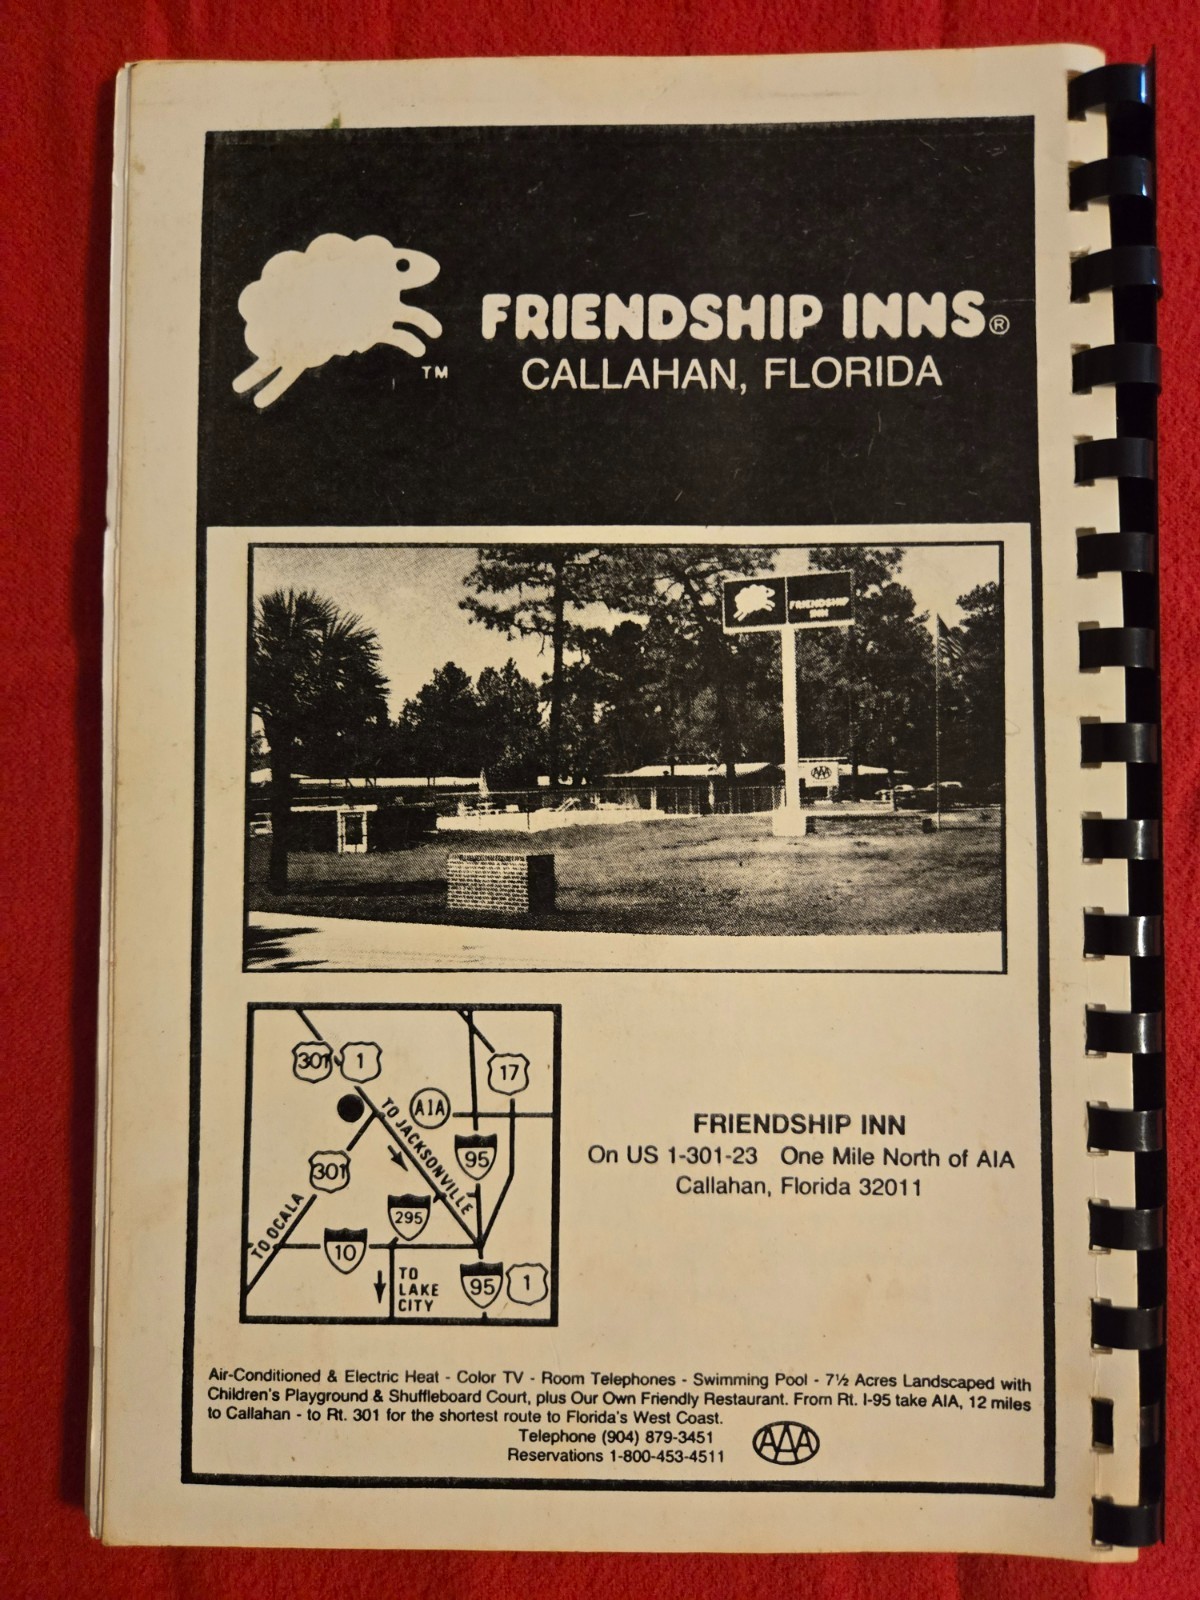 FRIENDSHIP INNS®
CALLAHAN, FLORIDA
TM
FRIENDSHIP
INN
AAA
301 1
17
A1A
TO JACKSONVILLE
95
301
295
TO OCALA
10
TO
LAKE
CITY
95 1
FRIENDSHIP INN
On US 1-301-23 One Mile North of AIA
Callahan, Florida 32011
Air-Conditioned & Electric Heat - Color TV - Room Telephones - Swimming Pool - 7½ Acres Landscaped with
Children's Playground & Shuffleboard Court, plus Our Own Friendly Restaurant. From Rt. I-95 take AIA, 12 miles
to Callahan - to Rt. 301 for the shortest route to Florida's West Coast.
Telephone (904) 879-3451
Reservations 1-800-453-4511
AAA